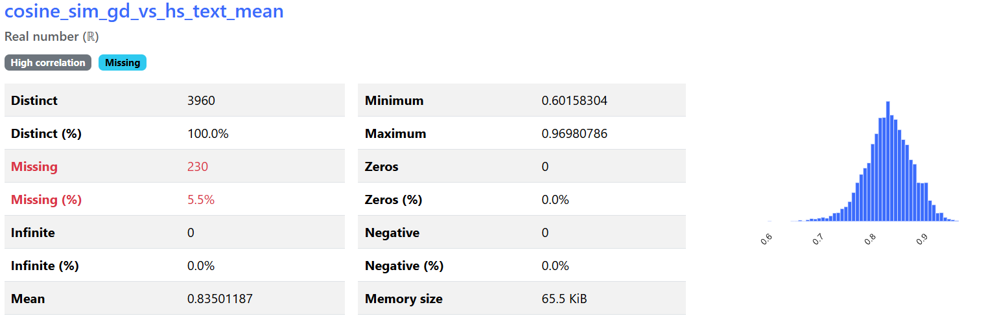 cosine_sim_gd_vs_hs_text_mean
Real number (ℝ)
High correlation Missing
Distinct 3960
Distinct (%) 100.0%
Missing 230
Missing (%) 5.5%
Infinite 0
Infinite (%) 0.0%
Mean 0.83501187
Minimum 0.60158304
Maximum 0.96980786
Zeros 0
Zeros (%) 0.0%
Negative 0
Negative (%) 0.0%
Memory size 65.5 KiB
0.6 0.7 0.8 0.9